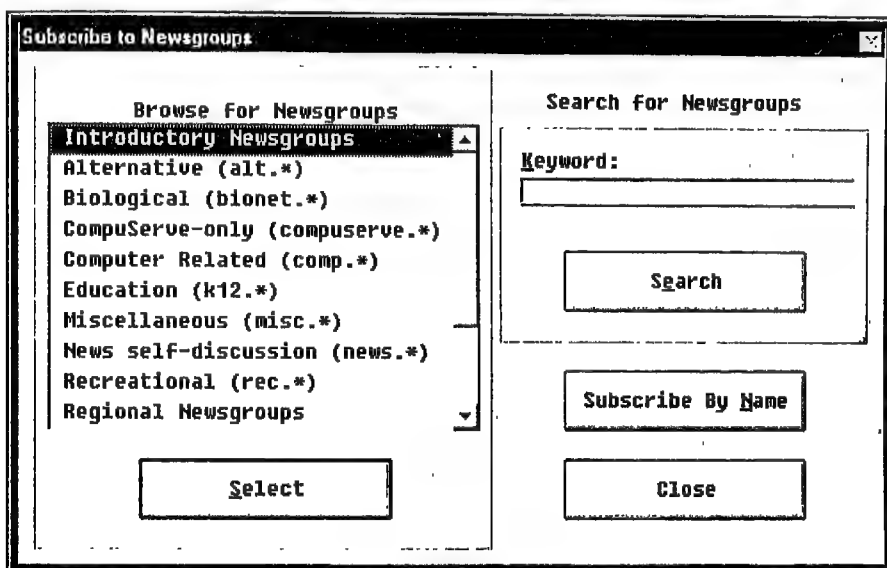 Subscribe to Newsgroups
Browse for Newsgroups
Introductory Newsgroups
Alternative (alt.*)
Biological (bionet.*)
CompuServe-only (compuserve.*)
Computer Related (comp.*)
Education (k12.*)
Miscellaneous (misc.*)
News self-discussion (news.*)
Recreational (rec.*)
Regional Newsgroups
Select
Search for Newsgroups
Keyword:
Search
Subscribe By Name
Close